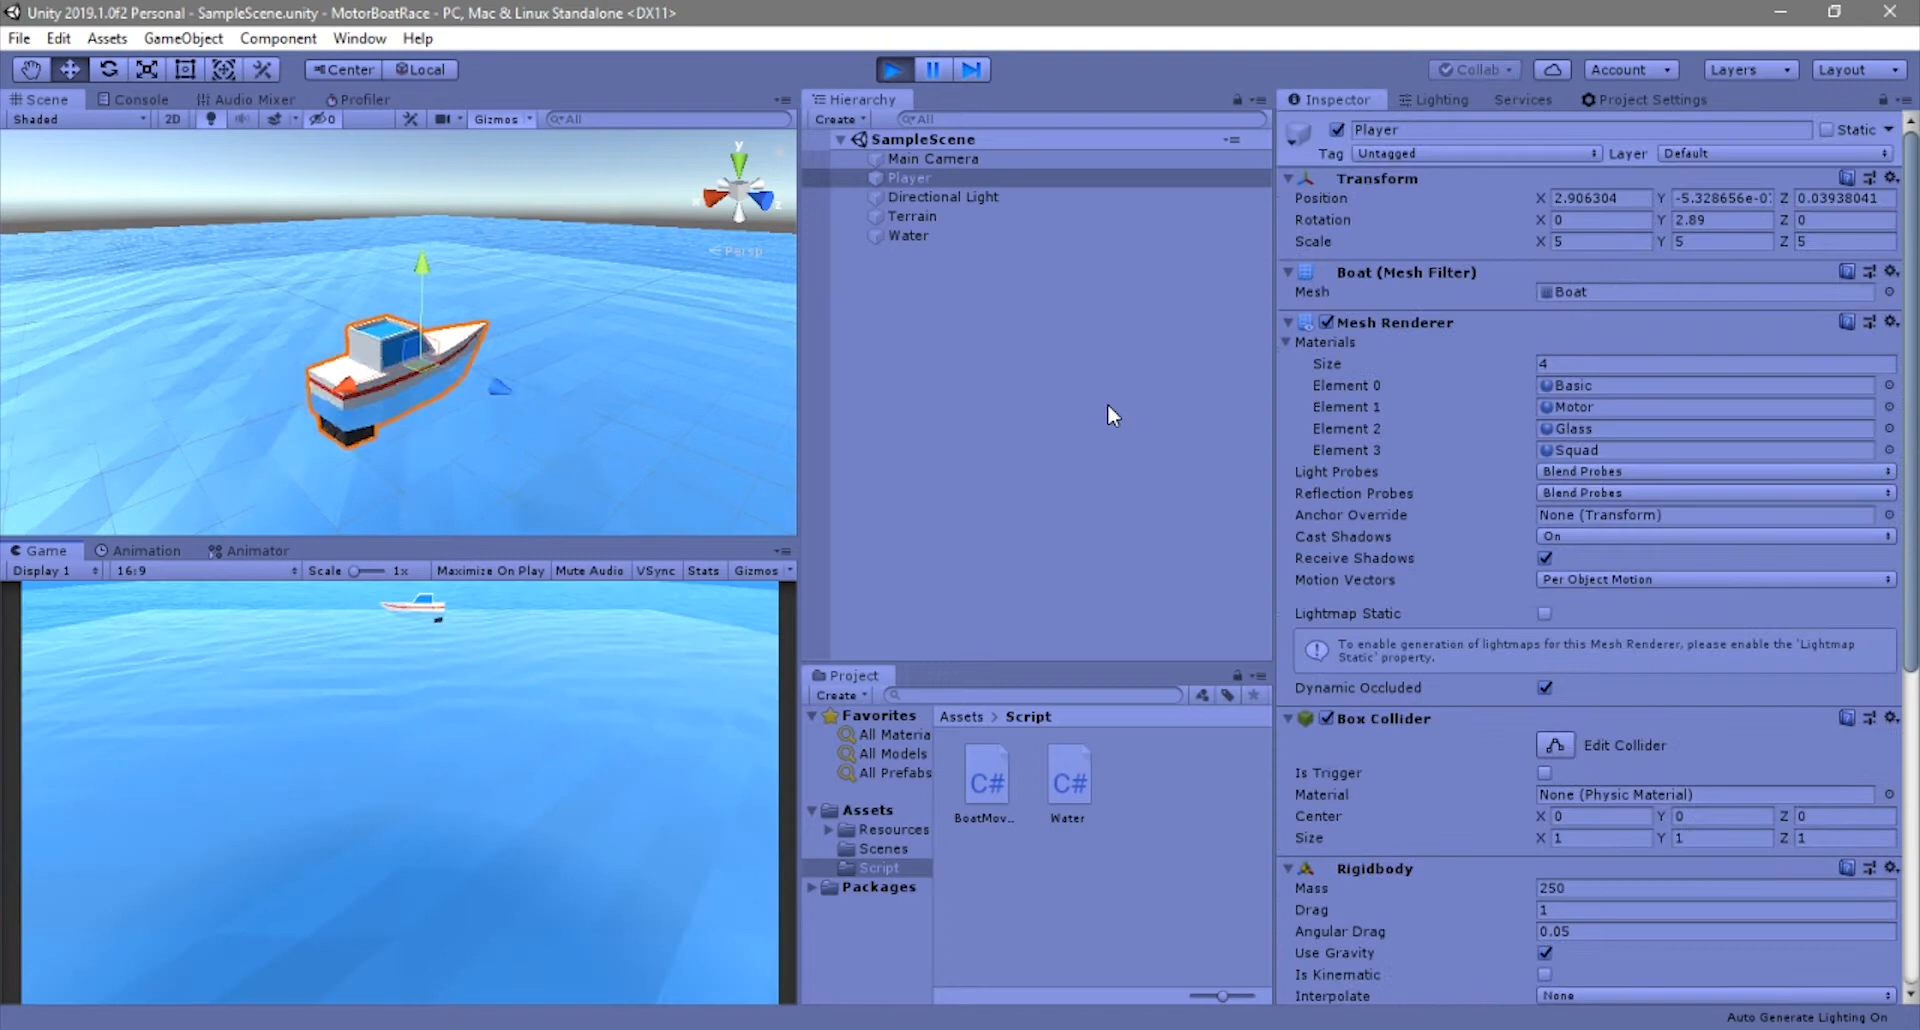 Unity 2019.1.0f2 Personal - SampleScene.unity - MotorBoatRace - PC, Mac & Linux Standalone <DX11>
File Edit Assets GameObject Component Window Help
Center Local Collab Account Layers Layout
Scene Console Audio Mixer Profiler
Shaded 2D 0 Gizmos All
y
x
z
Persp
Game Animation Animator
Display 1 16:9 Scale 1x Maximize On Play Mute Audio VSync Stats Gizmos
Hierarchy
Create All
SampleScene
Main Camera
Player
Directional Light
Terrain
Water
Project
Create
Favorites
All Materia
All Models
All Prefabs
Assets
Resources
Scenes
Script
Packages
Assets > Script
C# C#
BoatMov... Water
Inspector Lighting Services Project Settings
Player Static
Tag Untagged Layer Default
Transform
Position X 2.906304 Y -5.328656e-0 Z 0.03938041
Rotation X 0 Y 2.89 Z 0
Scale X 5 Y 5 Z 5
Boat (Mesh Filter)
Mesh Boat
Mesh Renderer
Materials
Size 4
Element 0 Basic
Element 1 Motor
Element 2 Glass
Element 3 Squad
Light Probes Blend Probes
Reflection Probes Blend Probes
Anchor Override None (Transform)
Cast Shadows On
Receive Shadows
Motion Vectors Per Object Motion
Lightmap Static
To enable generation of lightmaps for this Mesh Renderer, please enable the 'Lightmap
Static' property.
Dynamic Occluded
Box Collider
Edit Collider
Is Trigger
Material None (Physic Material)
Center X 0 Y 0 Z 0
Size X 1 Y 1 Z 1
Rigidbody
Mass 250
Drag 1
Angular Drag 0.05
Use Gravity
Is Kinematic
Interpolate None
Auto Generate Lighting On